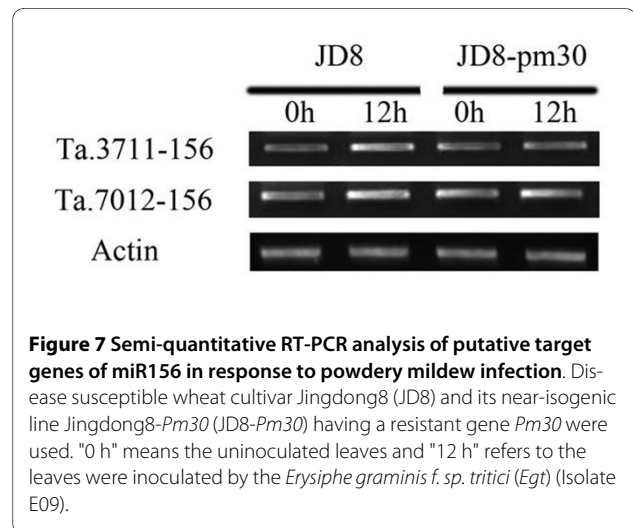 JD8 JD8-pm30
0h 12h 0h 12h
Ta.3711-156
Ta.7012-156
Actin
Figure 7 Semi-quantitative RT-PCR analysis of putative target
genes of miR156 in response to powdery mildew infection. Dis-
ease susceptible wheat cultivar Jingdong8 (JD8) and its near-isogenic
line Jingdong8-Pm30 (JD8-Pm) having a resistant gene Pm30 were
used. "0 h" means the uninoculated leaves and "12 h" refers to the
leaves were inoculated by the Erysiphe graminis f. sp. tritici (Egt) (Isolate
E09).